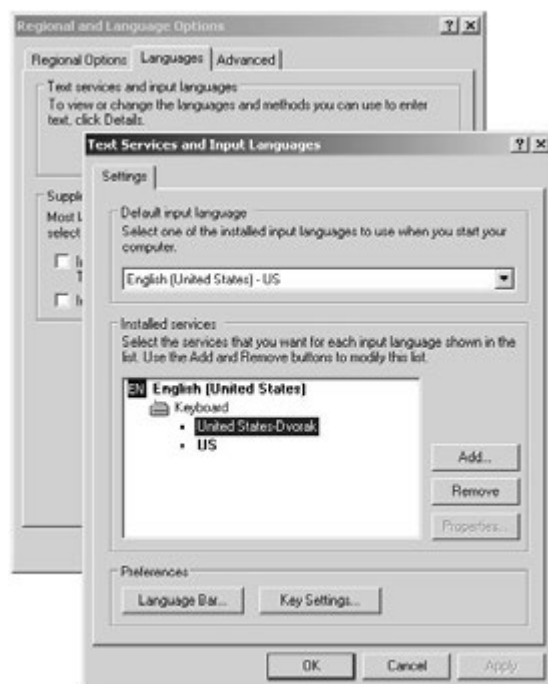 Regional and Language Options
Regional Options Languages Advanced
Text services and input languages
To view or change the languages and methods you can use to enter
text, click Details.
Text Services and Input Languages
Settings
Default input language
Select one of the installed input languages to use when you start your
computer.
English (United States) - US
Installed services
Select the services that you want for each input language shown in the
list. Use the Add and Remove buttons to modify this list.
EN English (United States)
Keyboard
• United States-Dvorak
• US
Add...
Remove
Properties...
Preferences
Language Bar... Key Settings...
OK Cancel Apply
Suppl
Most L
select